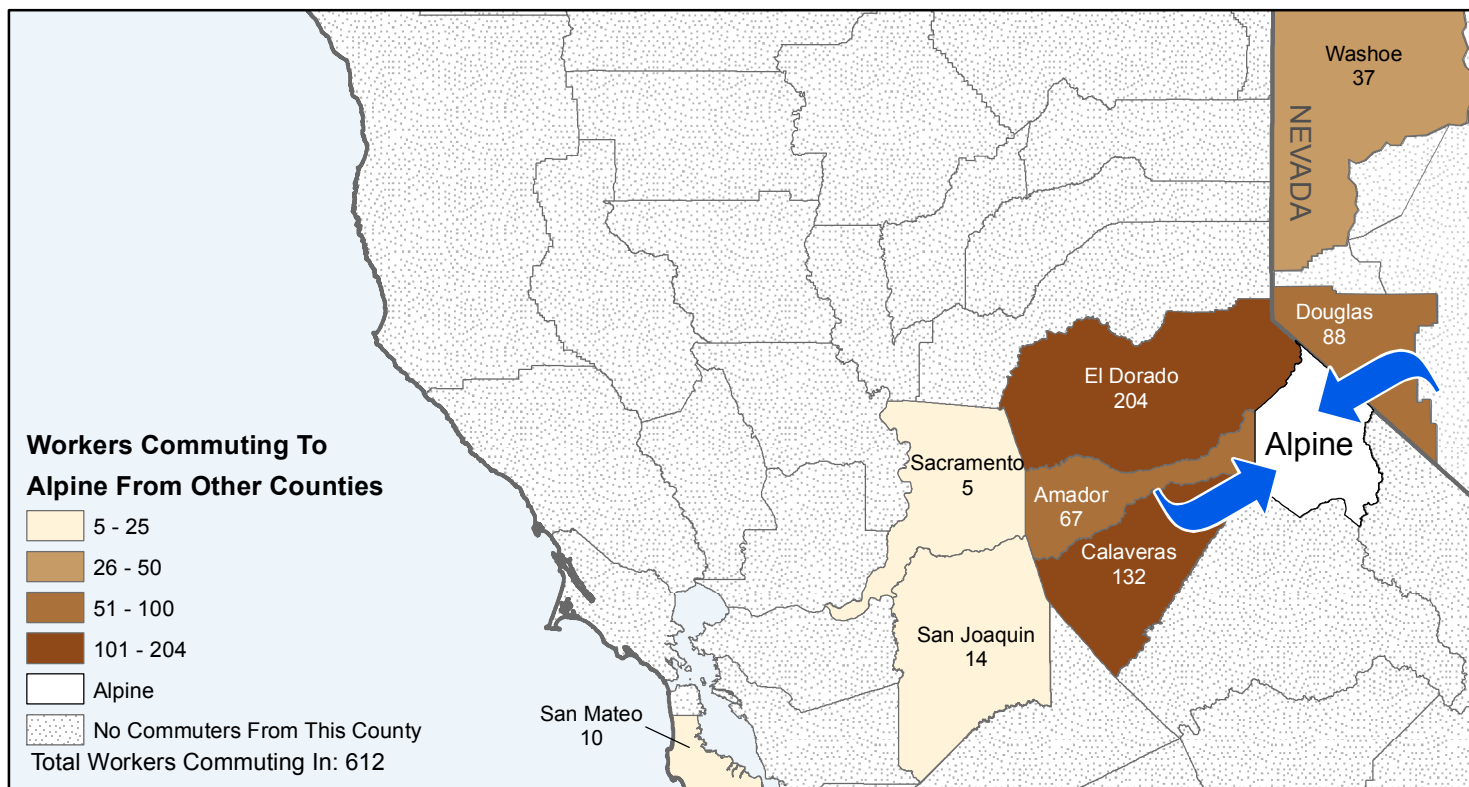 Washoe
37
NEVADA
Douglas
88
El Dorado
204
Alpine
Sacramento
5
Amador
67
Calaveras
132
San Joaquin
14
San Mateo
10
Workers Commuting To
Alpine From Other Counties
5 - 25
26 - 50
51 - 100
101 - 204
Alpine
No Commuters From This County
Total Workers Commuting In: 612